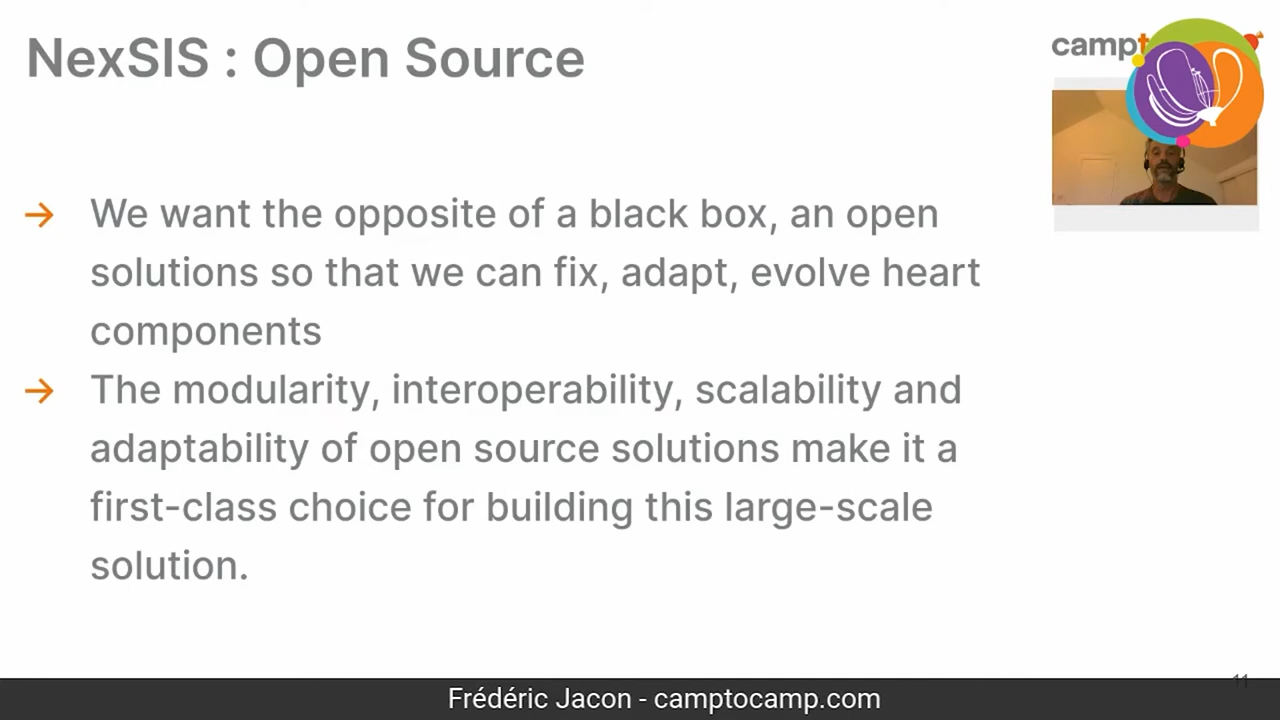 NexSIS : Open Source
camp
→ We want the opposite of a black box, an open
solutions so that we can fix, adapt, evolve heart
components
→ The modularity, interoperability, scalability and
adaptability of open source solutions make it a
first-class choice for building this large-scale
solution.
11
Frédéric Jacon - camptocamp.com